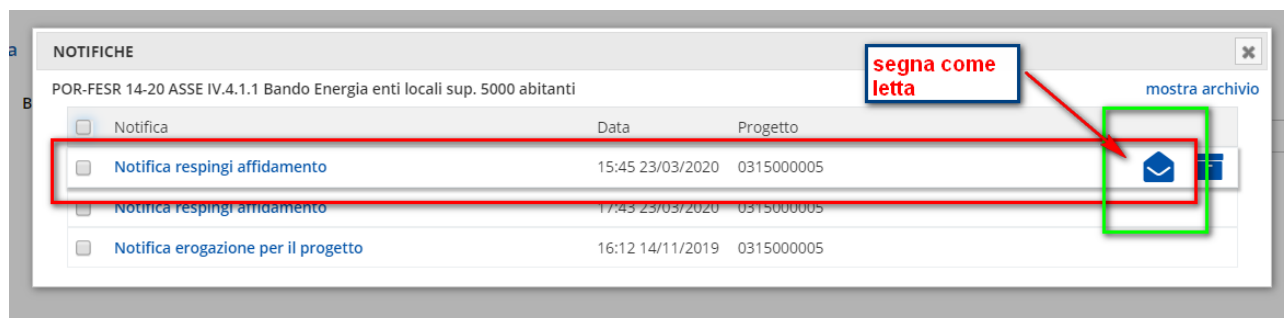 a
NOTIFICHE
segna come
letta
POR-FESR 14-20 ASSE IV.4.1.1 Bando Energia enti locali sup. 5000 abitanti
mostra archivio
B
Notifica Data Progetto
Notifica respingi affidamento 15:45 23/03/2020 0315000005
Notifica respingi affidamento 17:43 23/03/2020 0315000005
Notifica erogazione per il progetto 16:12 14/11/2019 0315000005